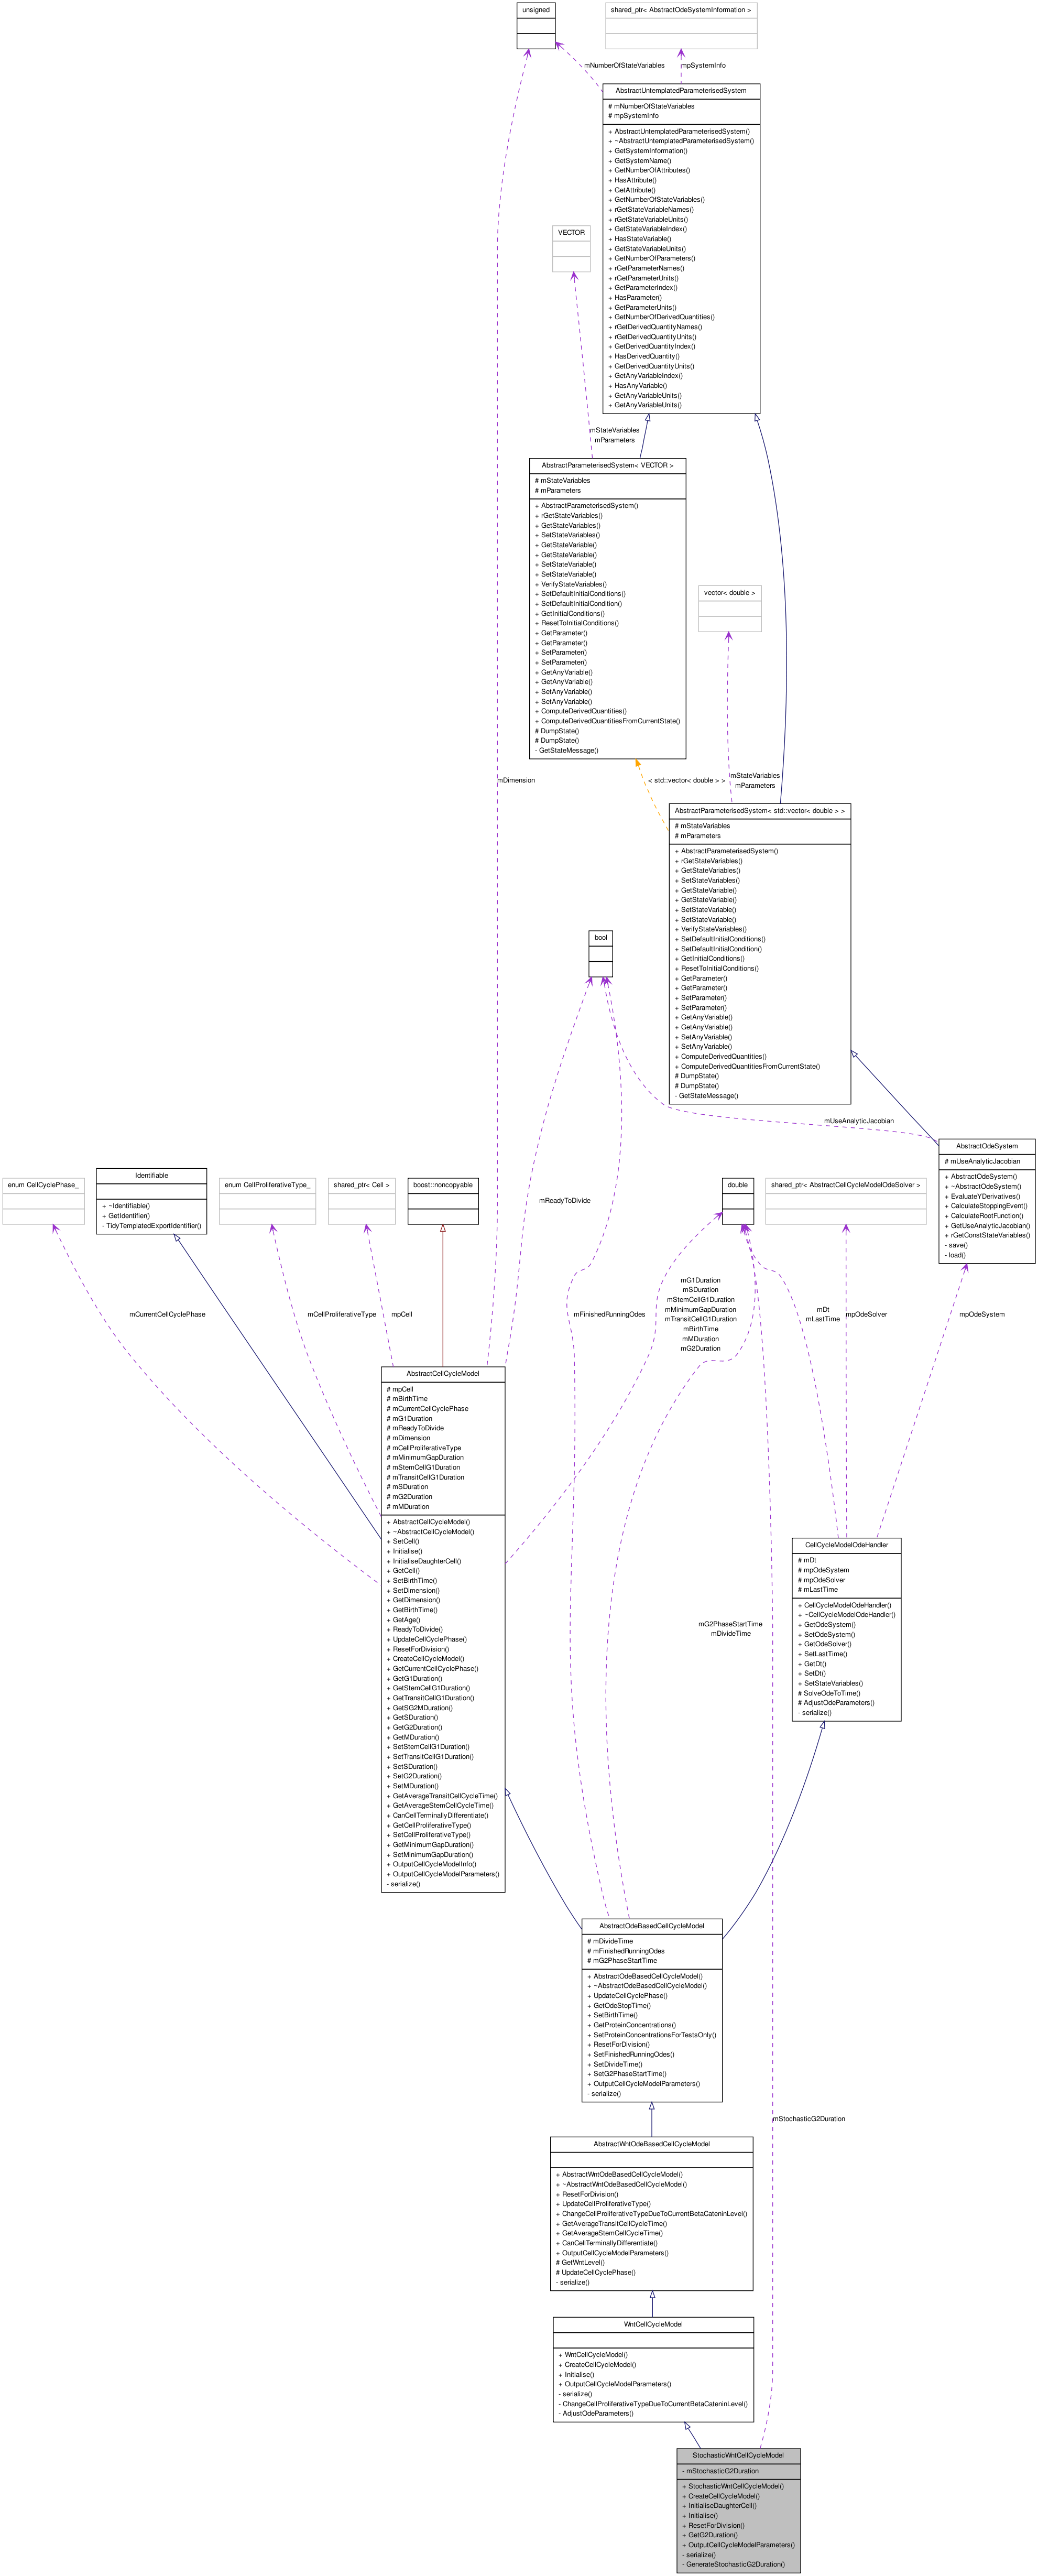 unsigned
shared_ptr< AbstractOdeSystemInformation >
mNumberOfStateVariables
mpSystemInfo
AbstractUntemplatedParameterisedSystem
# mNumberOfStateVariables
# mpSystemInfo
+ AbstractUntemplatedParameterisedSystem()
+ ~AbstractUntemplatedParameterisedSystem()
+ GetSystemInformation()
+ GetSystemName()
+ GetNumberOfAttributes()
+ HasAttribute()
+ GetAttribute()
+ GetNumberOfStateVariables()
+ rGetStateVariableNames()
+ rGetStateVariableUnits()
+ GetStateVariableIndex()
+ HasStateVariable()
+ GetStateVariableUnits()
+ GetNumberOfParameters()
+ rGetParameterNames()
+ rGetParameterUnits()
+ GetParameterIndex()
+ HasParameter()
+ GetParameterUnits()
+ GetNumberOfDerivedQuantities()
+ rGetDerivedQuantityNames()
+ rGetDerivedQuantityUnits()
+ GetDerivedQuantityIndex()
+ HasDerivedQuantity()
+ GetDerivedQuantityUnits()
+ GetAnyVariableIndex()
+ HasAnyVariable()
+ GetAnyVariableUnits()
+ GetAnyVariableUnits()
VECTOR
mStateVariables
mParameters
AbstractParameterisedSystem< VECTOR >
# mStateVariables
# mParameters
+ AbstractParameterisedSystem()
+ rGetStateVariables()
+ GetStateVariables()
+ SetStateVariables()
+ GetStateVariable()
+ GetStateVariable()
+ SetStateVariable()
+ SetStateVariable()
+ VerifyStateVariables()
+ SetDefaultInitialConditions()
+ SetDefaultInitialCondition()
+ GetInitialConditions()
+ ResetToInitialConditions()
+ GetParameter()
+ GetParameter()
+ SetParameter()
+ SetParameter()
+ GetAnyVariable()
+ GetAnyVariable()
+ SetAnyVariable()
+ SetAnyVariable()
+ ComputeDerivedQuantities()
+ ComputeDerivedQuantitiesFromCurrentState()
# DumpState()
# DumpState()
- GetStateMessage()
vector< double >
mDimension
< std::vector< double > >
mStateVariables
mParameters
AbstractParameterisedSystem< std::vector< double > >
# mStateVariables
# mParameters
+ AbstractParameterisedSystem()
+ rGetStateVariables()
+ GetStateVariables()
+ SetStateVariables()
+ GetStateVariable()
+ GetStateVariable()
+ SetStateVariable()
+ SetStateVariable()
+ VerifyStateVariables()
+ SetDefaultInitialConditions()
+ SetDefaultInitialCondition()
+ GetInitialConditions()
+ ResetToInitialConditions()
+ GetParameter()
+ GetParameter()
+ SetParameter()
+ SetParameter()
+ GetAnyVariable()
+ GetAnyVariable()
+ SetAnyVariable()
+ SetAnyVariable()
+ ComputeDerivedQuantities()
+ ComputeDerivedQuantitiesFromCurrentState()
# DumpState()
# DumpState()
- GetStateMessage()
bool
mUseAnalyticJacobian
AbstractOdeSystem
# mUseAnalyticJacobian
+ AbstractOdeSystem()
+ ~AbstractOdeSystem()
+ EvaluateYDerivatives()
+ CalculateStoppingEvent()
+ CalculateRootFunction()
+ GetUseAnalyticJacobian()
+ rGetConstStateVariables()
- save()
- load()
enum CellCyclePhase_
Identifiable
+ ~Identifiable()
+ GetIdentifier()
- TidyTemplatedExportIdentifier()
enum CellProliferativeType_
shared_ptr< Cell >
boost::noncopyable
mReadyToDivide
double
shared_ptr< AbstractCellCycleModelOdeSolver >
mCurrentCellCyclePhase
mCellProliferativeType
mpCell
mFinishedRunningOdes
mG1Duration
mSDuration
mStemCellG1Duration
mMinimumGapDuration
mTransitCellG1Duration
mBirthTime
mMDuration
mG2Duration
mDt
mLastTime
mpOdeSolver
mpOdeSystem
AbstractCellCycleModel
# mpCell
# mBirthTime
# mCurrentCellCyclePhase
# mG1Duration
# mReadyToDivide
# mDimension
# mCellProliferativeType
# mMinimumGapDuration
# mStemCellG1Duration
# mTransitCellG1Duration
# mSDuration
# mG2Duration
# mMDuration
+ AbstractCellCycleModel()
+ ~AbstractCellCycleModel()
+ SetCell()
+ Initialise()
+ InitialiseDaughterCell()
+ GetCell()
+ SetBirthTime()
+ SetDimension()
+ GetDimension()
+ GetBirthTime()
+ GetAge()
+ ReadyToDivide()
+ UpdateCellCyclePhase()
+ ResetForDivision()
+ CreateCellCycleModel()
+ GetCurrentCellCyclePhase()
+ GetG1Duration()
+ GetStemCellG1Duration()
+ GetTransitCellG1Duration()
+ GetSG2MDuration()
+ GetSDuration()
+ GetG2Duration()
+ GetMDuration()
+ SetStemCellG1Duration()
+ SetTransitCellG1Duration()
+ SetSDuration()
+ SetG2Duration()
+ SetMDuration()
+ GetAverageTransitCellCycleTime()
+ GetAverageStemCellCycleTime()
+ CanCellTerminallyDifferentiate()
+ GetCellProliferativeType()
+ SetCellProliferativeType()
+ GetMinimumGapDuration()
+ SetMinimumGapDuration()
+ OutputCellCycleModelInfo()
+ OutputCellCycleModelParameters()
- serialize()
CellCycleModelOdeHandler
# mDt
# mpOdeSystem
# mpOdeSolver
# mLastTime
+ CellCycleModelOdeHandler()
+ ~CellCycleModelOdeHandler()
+ GetOdeSystem()
+ SetOdeSystem()
+ GetOdeSolver()
+ SetLastTime()
+ GetDt()
+ SetDt()
+ SetStateVariables()
# SolveOdeToTime()
# AdjustOdeParameters()
- serialize()
mG2PhaseStartTime
mDivideTime
AbstractOdeBasedCellCycleModel
# mDivideTime
# mFinishedRunningOdes
# mG2PhaseStartTime
+ AbstractOdeBasedCellCycleModel()
+ ~AbstractOdeBasedCellCycleModel()
+ UpdateCellCyclePhase()
+ GetOdeStopTime()
+ SetBirthTime()
+ GetProteinConcentrations()
+ SetProteinConcentrationsForTestsOnly()
+ ResetForDivision()
+ SetFinishedRunningOdes()
+ SetDivideTime()
+ SetG2PhaseStartTime()
+ OutputCellCycleModelParameters()
- serialize()
mStochasticG2Duration
AbstractWntOdeBasedCellCycleModel
+ AbstractWntOdeBasedCellCycleModel()
+ ~AbstractWntOdeBasedCellCycleModel()
+ ResetForDivision()
+ UpdateCellProliferativeType()
+ ChangeCellProliferativeTypeDueToCurrentBetaCateninLevel()
+ GetAverageTransitCellCycleTime()
+ GetAverageStemCellCycleTime()
+ CanCellTerminallyDifferentiate()
+ OutputCellCycleModelParameters()
# GetWntLevel()
# UpdateCellCyclePhase()
- serialize()
WntCellCycleModel
+ WntCellCycleModel()
+ CreateCellCycleModel()
+ Initialise()
+ OutputCellCycleModelParameters()
- serialize()
- ChangeCellProliferativeTypeDueToCurrentBetaCateninLevel()
- AdjustOdeParameters()
StochasticWntCellCycleModel
- mStochasticG2Duration
+ StochasticWntCellCycleModel()
+ CreateCellCycleModel()
+ InitialiseDaughterCell()
+ Initialise()
+ ResetForDivision()
+ GetG2Duration()
+ OutputCellCycleModelParameters()
- serialize()
- GenerateStochasticG2Duration()